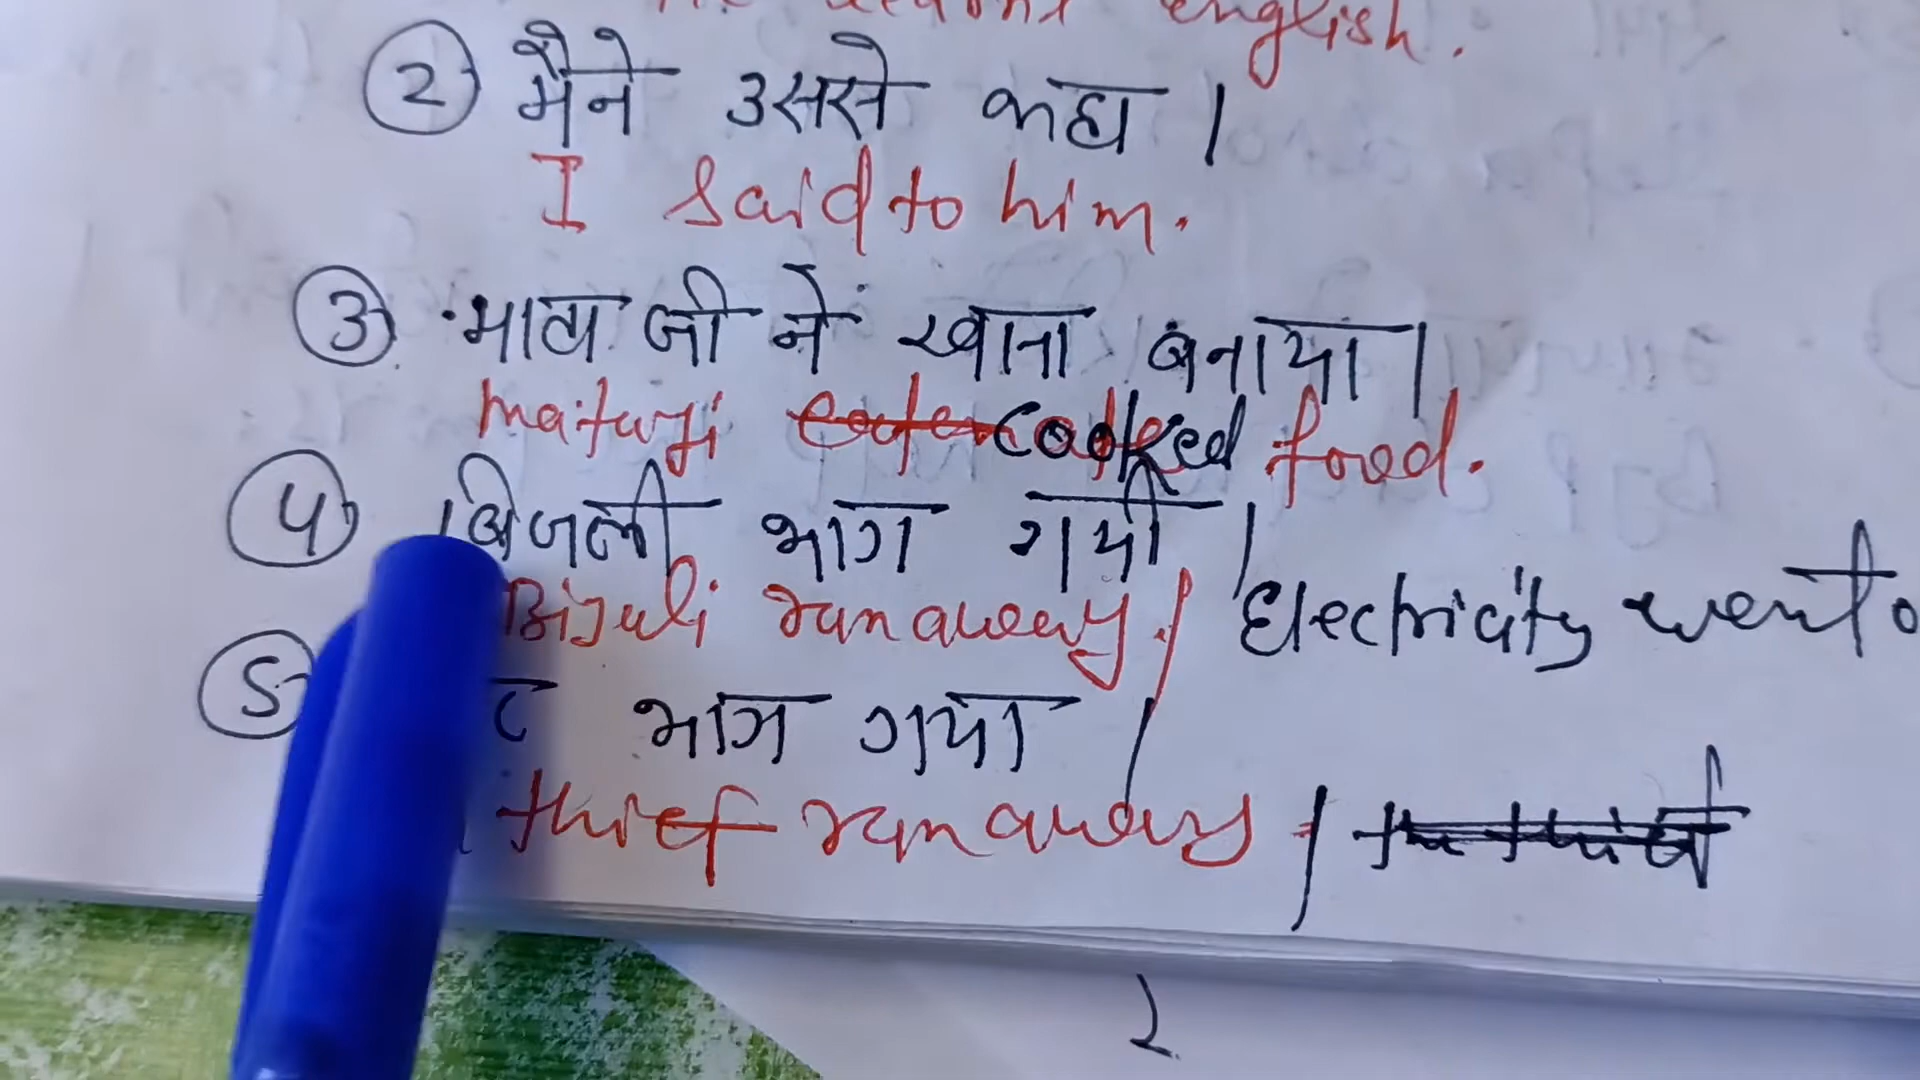 english.
② मैने उससे कहा ।
I said to him.
③ माता जी ने खाना बनाया ।
mataji cooked food.
④ बिजली भाग गयी ।
Bijuli ran away. / Electricity went o
⑤ भाग गया ।
thief ran away /
2